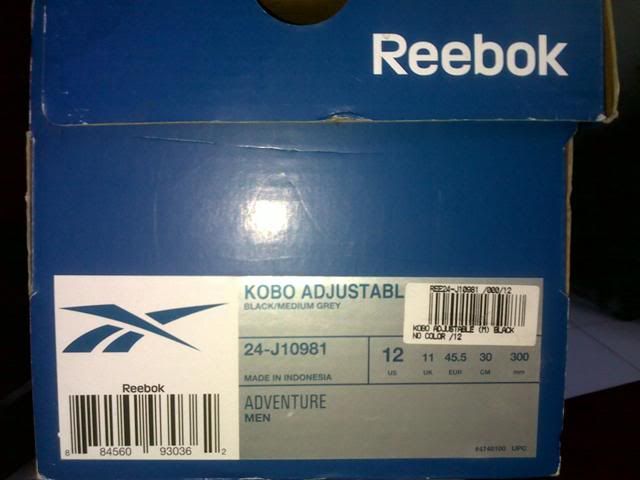 Reebok
KOBO ADJUSTABL
BLACK/MEDIUM GREY
REE24-J10981 /000/12
KOBO ADJUSTABLE (M) BLACK
NO COLOR /12
24-J10981
MADE IN INDONESIA
12 11 45.5 30 300
US UK EUR CM mm
Reebok
ADVENTURE
MEN
8 84560 93036 2
#4740100 UPC